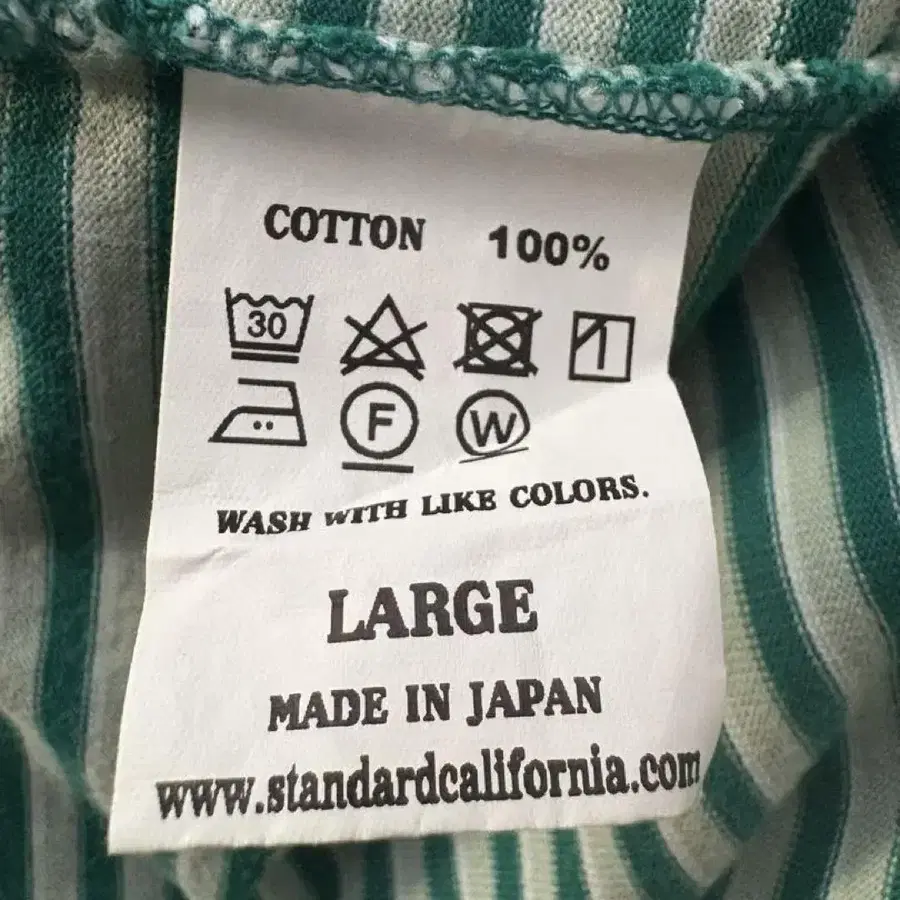 COTTON 100%
30
F W
WASH WITH LIKE COLORS.
LARGE
MADE IN JAPAN
www.standardcalifornia.com